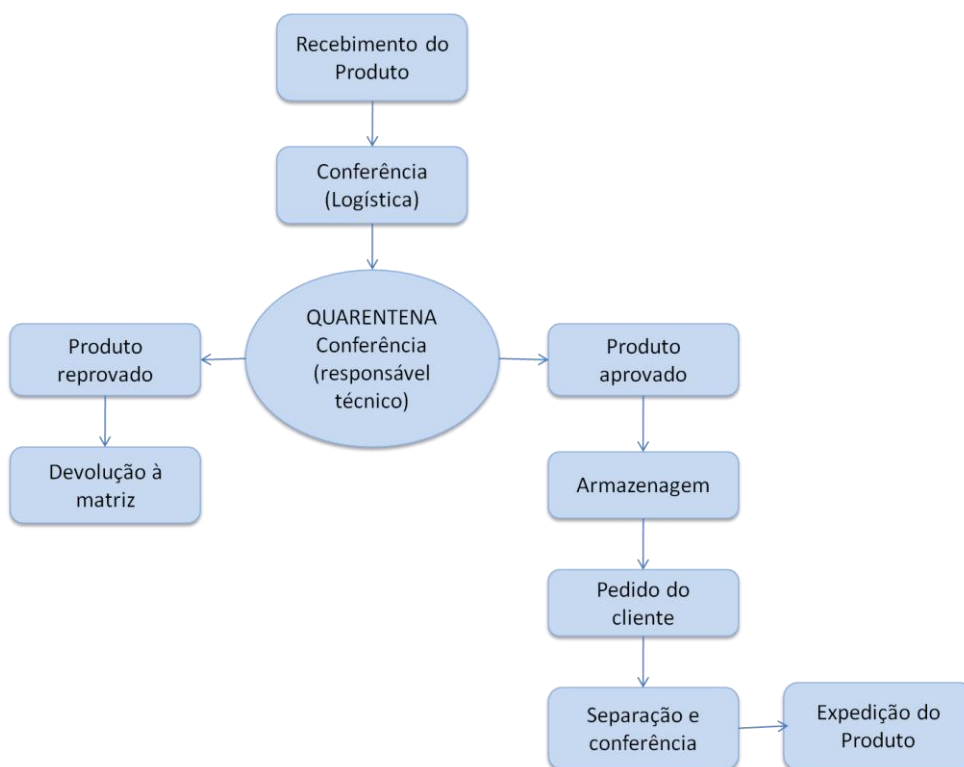 Recebimento do
Produto
Conferência
(Logística)
QUARENTENA
Conferência
(responsável
técnico)
Produto
reprovado
Devolução à
matriz
Produto
aprovado
Armazenagem
Pedido do
cliente
Separação e
conferência
Expedição do
Produto